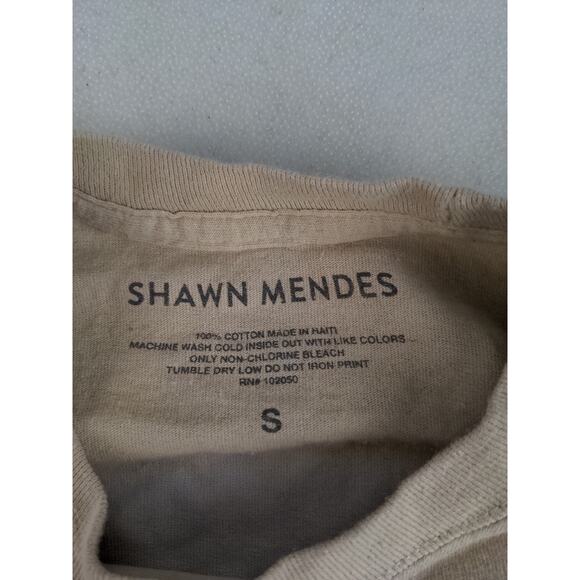 SHAWN MENDES
100% COTTON MADE IN HAITI
MACHINE WASH COLD INSIDE OUT WITH LIKE COLORS
ONLY NON-CHLORINE BLEACH
TUMBLE DRY LOW DO NOT IRON PRINT
RN# 102050
S